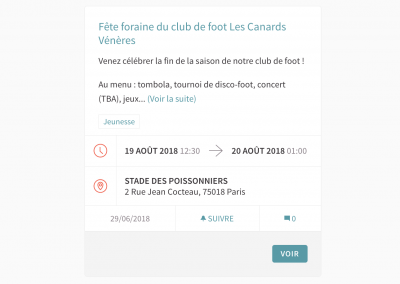 Fête foraine du club de foot Les Canards
Vénères
Venez célébrer la fin de la saison de notre club de foot !
Au menu : tombola, tournoi de disco-foot, concert
(TBA), jeux... (Voir la suite)
Jeunesse
19 AOÛT 2018 12:30 20 AOÛT 2018 01:00
STADE DES POISSONNIERS
2 Rue Jean Cocteau, 75018 Paris
29/06/2018 SUIVRE 0
VOIR